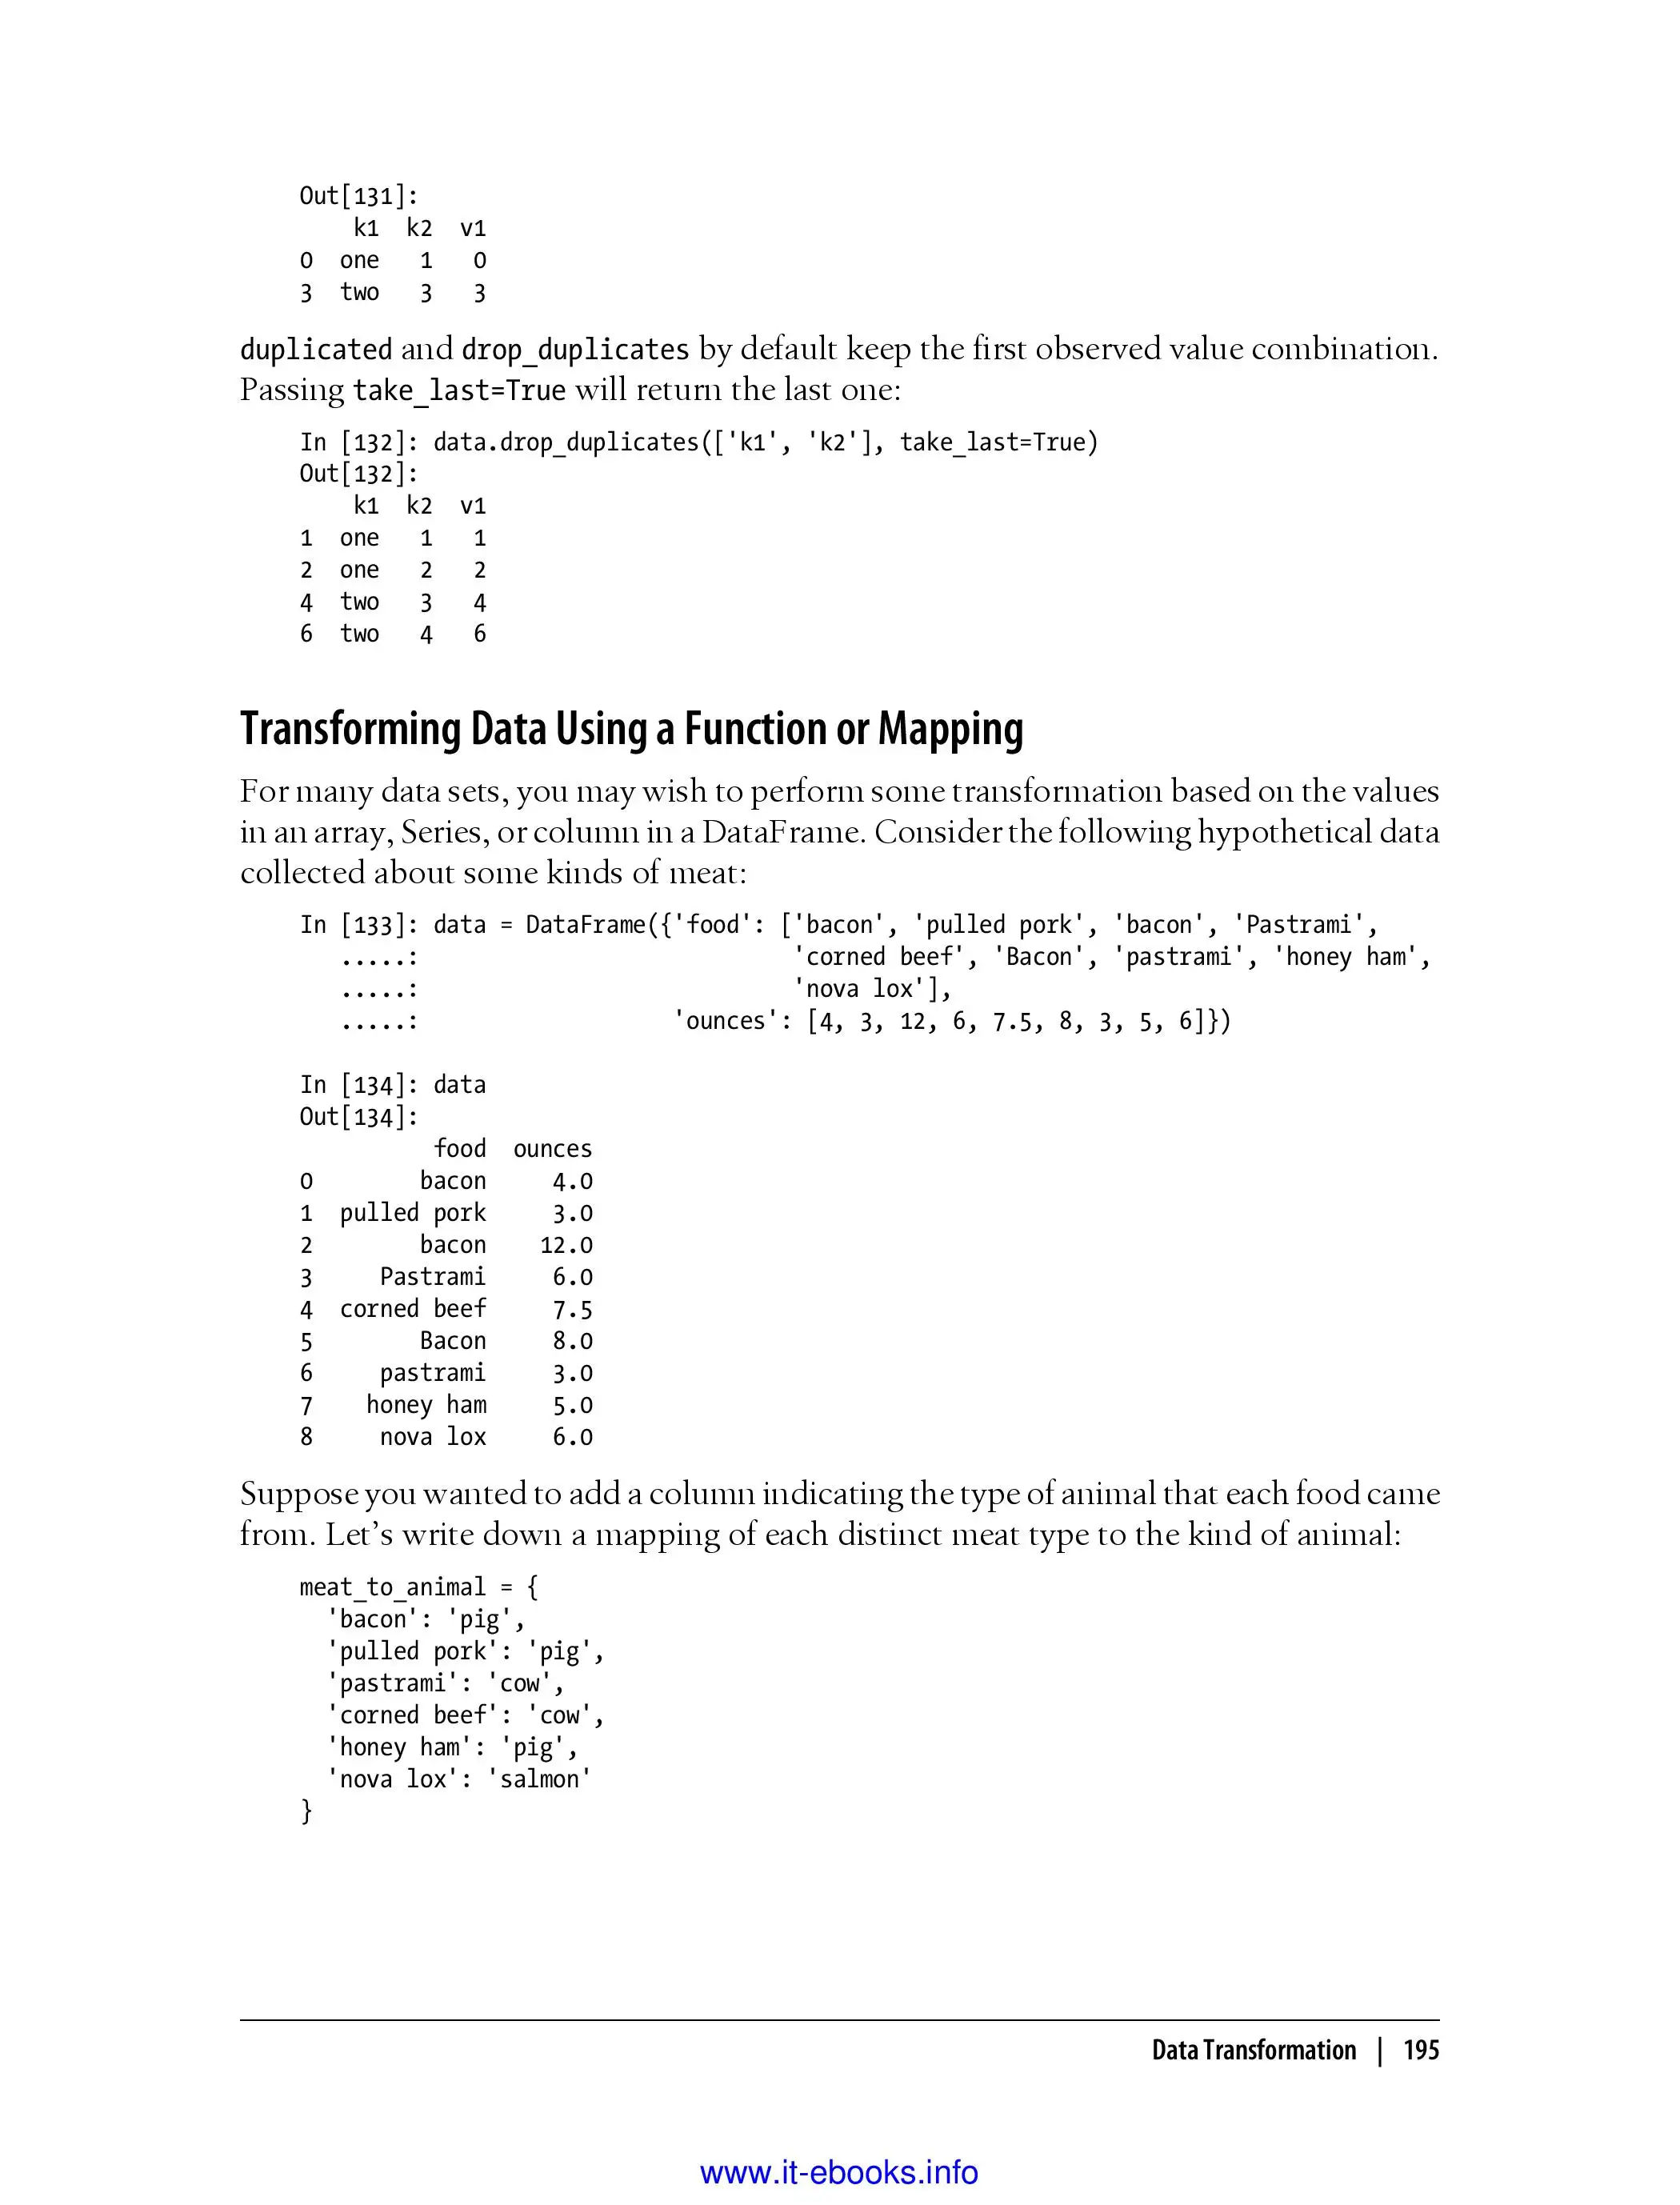 Out[131]:
    k1  k2  v1
0  one   1   0
3  two   3   3
duplicated and drop_duplicates by default keep the first observed value combination.
Passing take_last=True will return the last one:
In [132]: data.drop_duplicates(['k1', 'k2'], take_last=True)
Out[132]:
    k1  k2  v1
1  one   1   1
2  one   2   2
4  two   3   4
6  two   4   6
Transforming Data Using a Function or Mapping
For many data sets, you may wish to perform some transformation based on the values
in an array, Series, or column in a DataFrame. Consider the following hypothetical data
collected about some kinds of meat:
In [133]: data = DataFrame({'food': ['bacon', 'pulled pork', 'bacon', 'Pastrami',
   .....:                            'corned beef', 'Bacon', 'pastrami', 'honey ham',
   .....:                            'nova lox'],
   .....:                   'ounces': [4, 3, 12, 6, 7.5, 8, 3, 5, 6]})
In [134]: data
Out[134]:
          food  ounces
0        bacon     4.0
1  pulled pork     3.0
2        bacon    12.0
3     Pastrami     6.0
4  corned beef     7.5
5        Bacon     8.0
6     pastrami     3.0
7    honey ham     5.0
8     nova lox     6.0
Suppose you wanted to add a column indicating the type of animal that each food came
from. Let’s write down a mapping of each distinct meat type to the kind of animal:
meat_to_animal = {
  'bacon': 'pig',
  'pulled pork': 'pig',
  'pastrami': 'cow',
  'corned beef': 'cow',
  'honey ham': 'pig',
  'nova lox': 'salmon'
}
Data Transformation | 195
www.it-ebooks.info